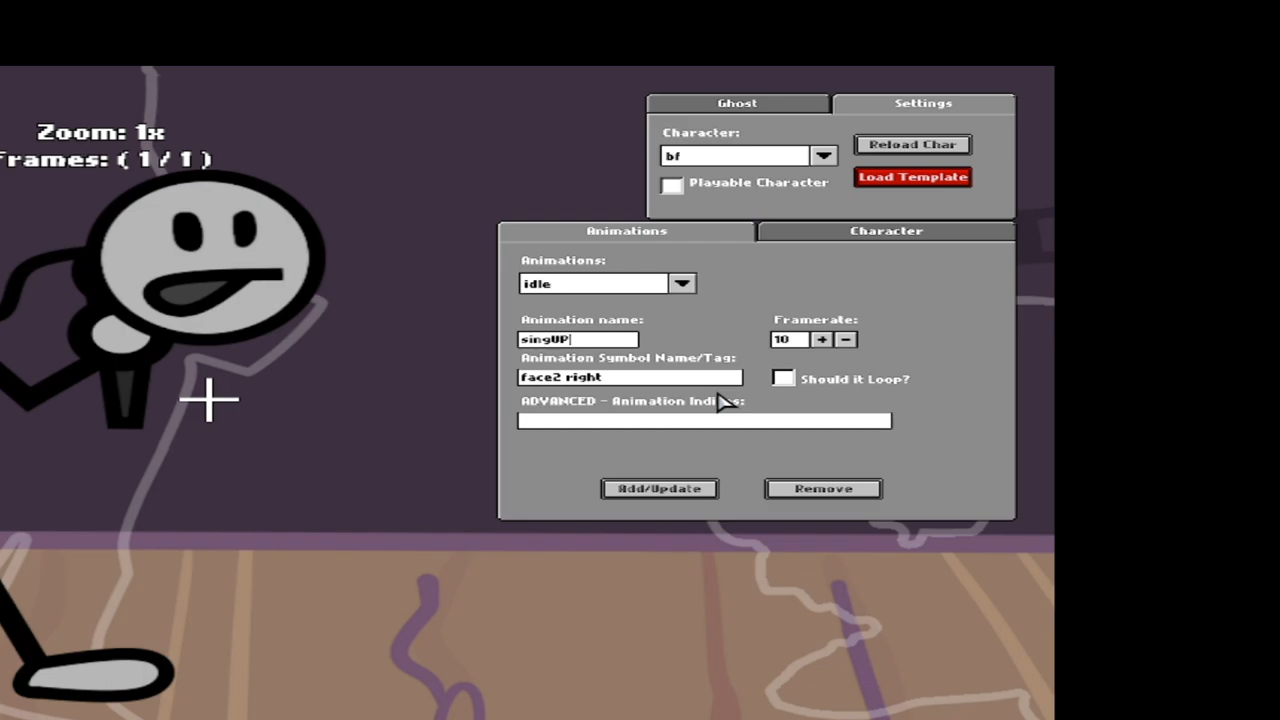 Ghost
Settings
Zoom: 1x
Frames: ( 1 / 1 )
Character:
bf
Reload Char
Playable Character
Load Template
Animations
Character
Animations:
idle
Animation name:
Framerate:
singUP
10 + -
Animation Symbol Name/Tag:
face2 right
Should it Loop?
ADVANCED - Animation
Add/Update
Remove